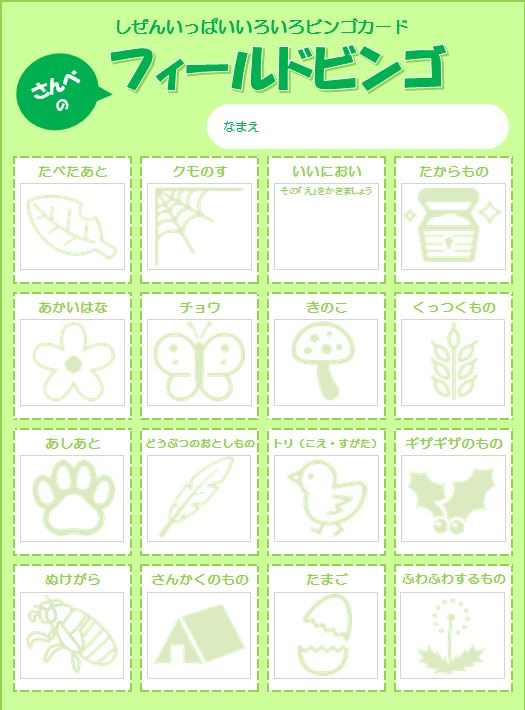 しぜんいっぱいいろいろビンゴカード
さんべ
の
フィールドビンゴ
なまえ
たべたあと
クモのす
いいにおい
たからもの
その「え」をかきましょう
あかいはな
チョウ
きのこ
くっつくもの
あしあと
どうぶつのおとしもの
トリ（こえ・すがた）
ギザギザのもの
ぬけがら
さんかくのもの
たまご
ふわふわするもの